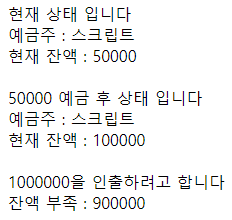 현재 상태 입니다
예금주 : 스크립트
현재 잔액 : 50000
50000 예금 후 상태 입니다
예금주 : 스크립트
현재 잔액 : 100000
1000000을 인출하려고 합니다
잔액 부족 : 900000